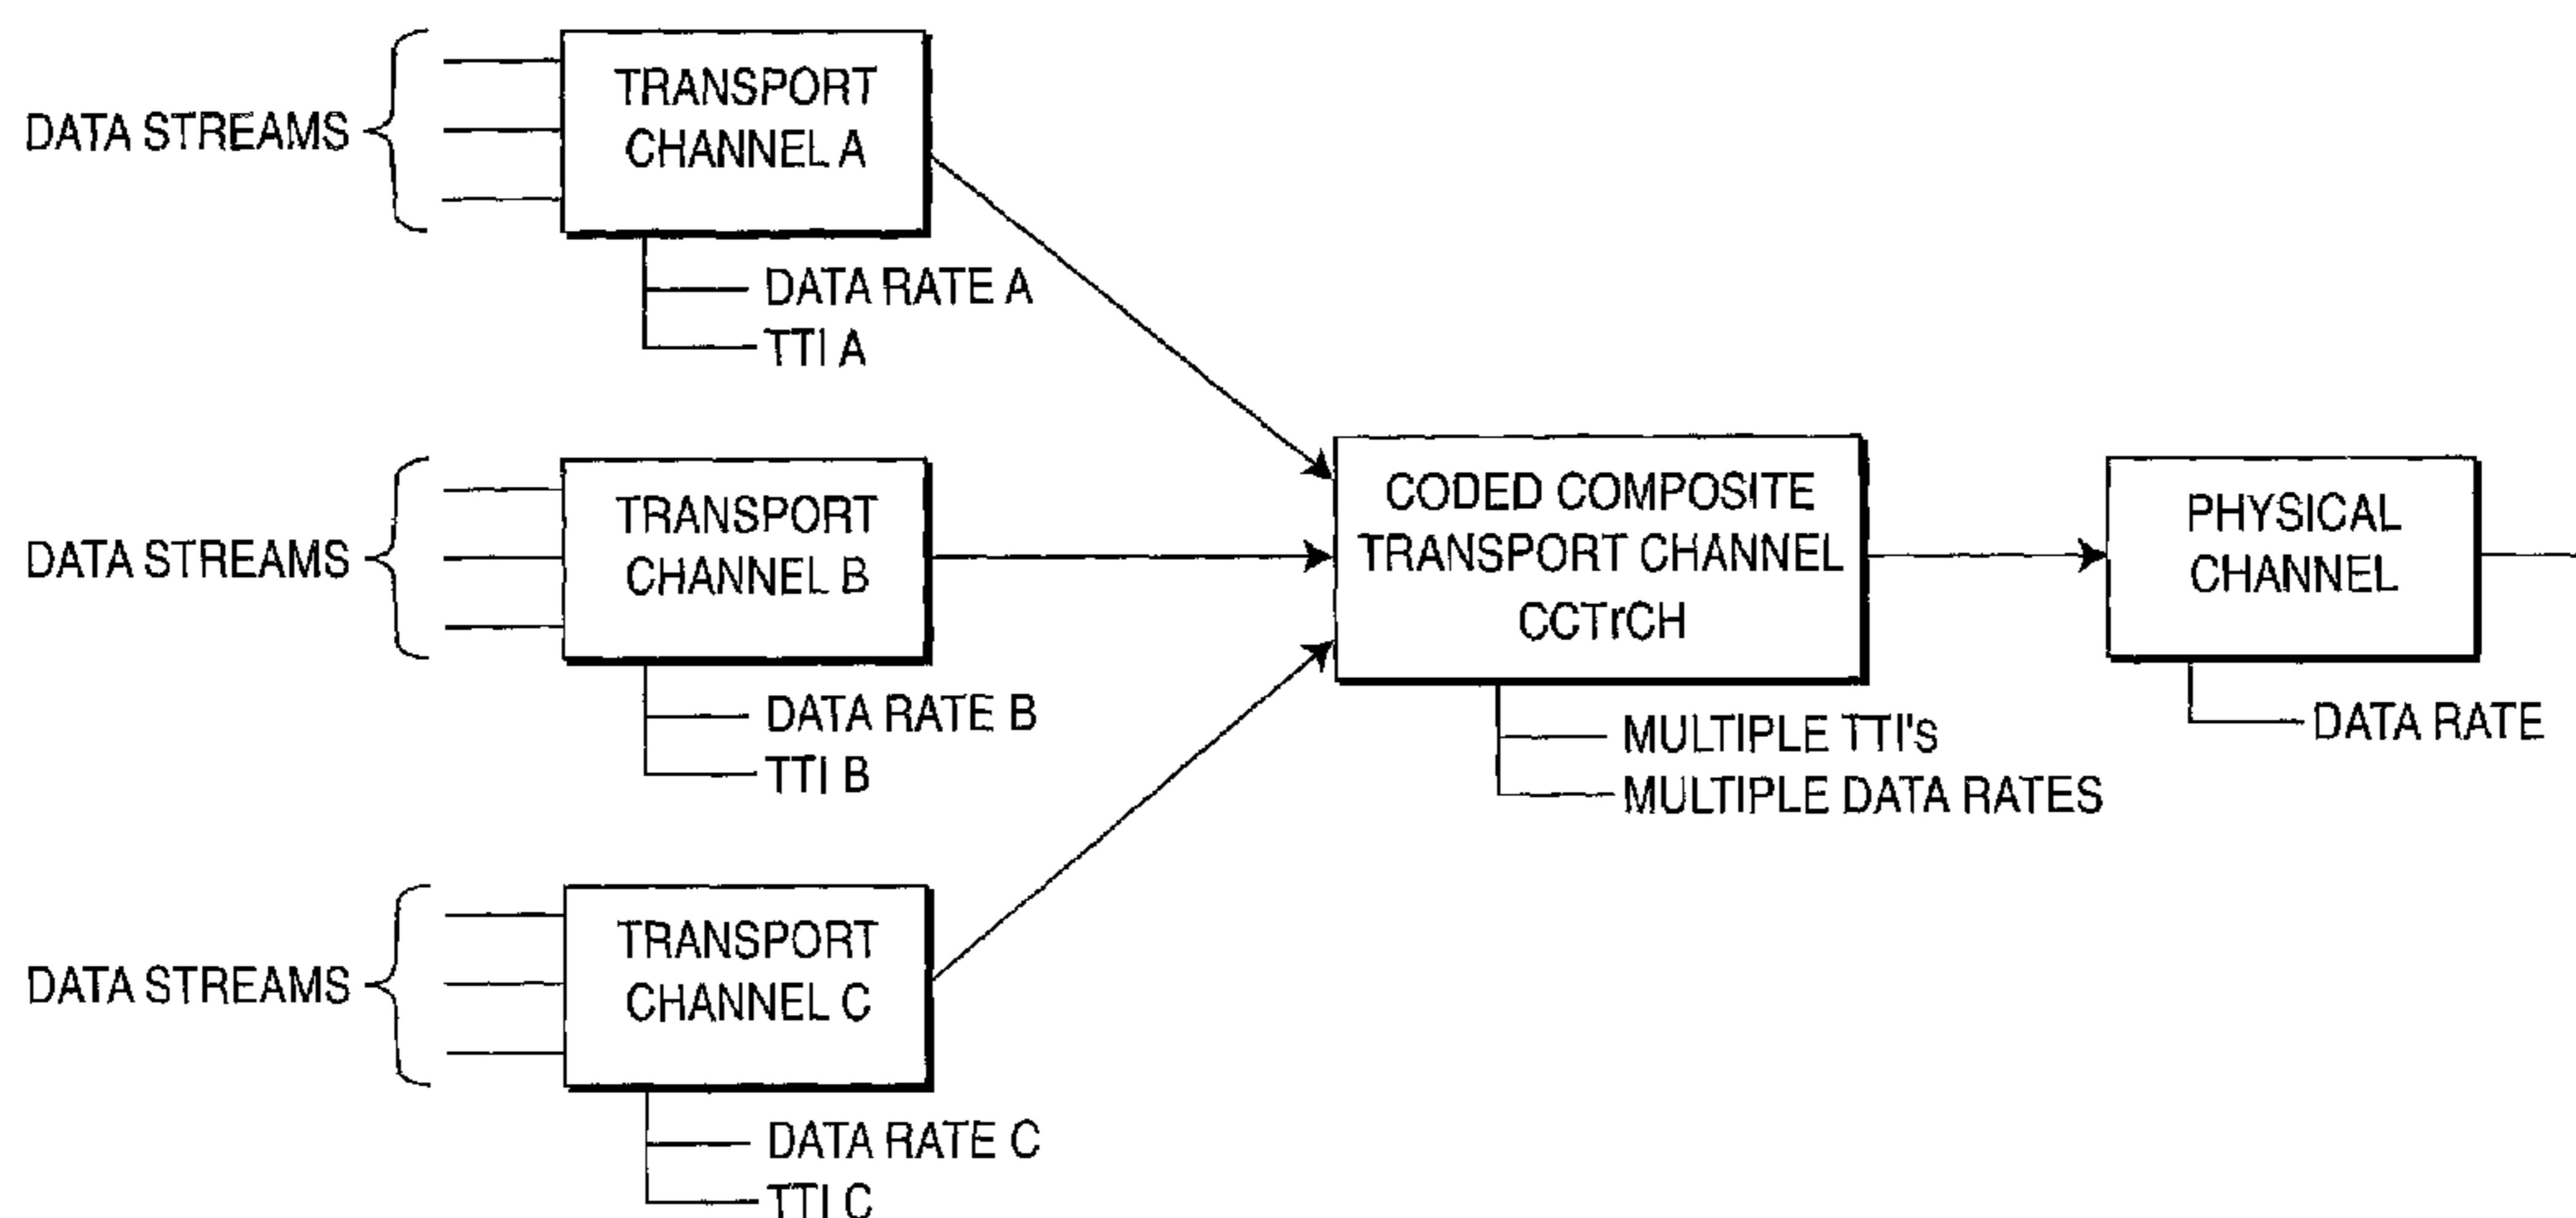 DATA STREAMS
TRANSPORT
CHANNEL A
DATA RATE A
TTI A
DATA STREAMS
TRANSPORT
CHANNEL B
DATA RATE B
TTI B
DATA STREAMS
TRANSPORT
CHANNEL C
DATA RATE C
TTI C
CODED COMPOSITE
TRANSPORT CHANNEL
CCTrCH
MULTIPLE TTI's
MULTIPLE DATA RATES
PHYSICAL
CHANNEL
DATA RATE